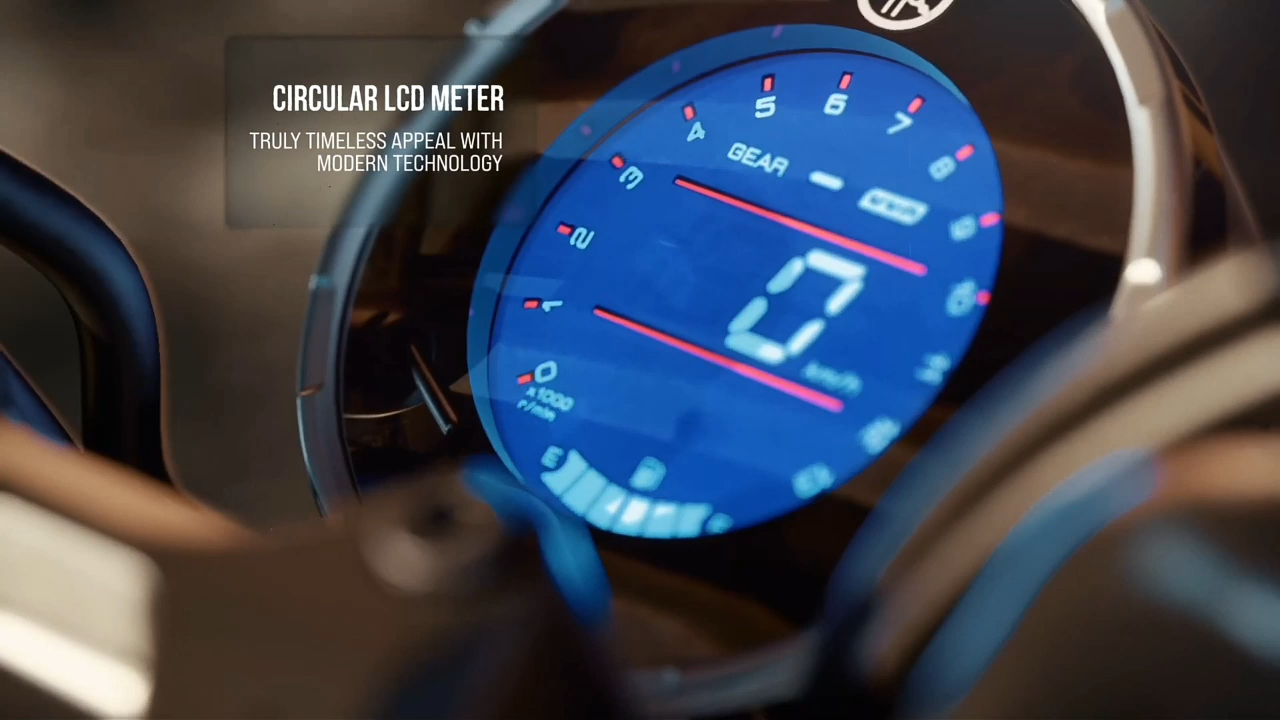 CIRCULAR LCD METER
TRULY TIMELESS APPEAL WITH
MODERN TECHNOLOGY
4 5 6 7
3 GEAR 8
2
0
1 km/h
0
x1000
r/min
E